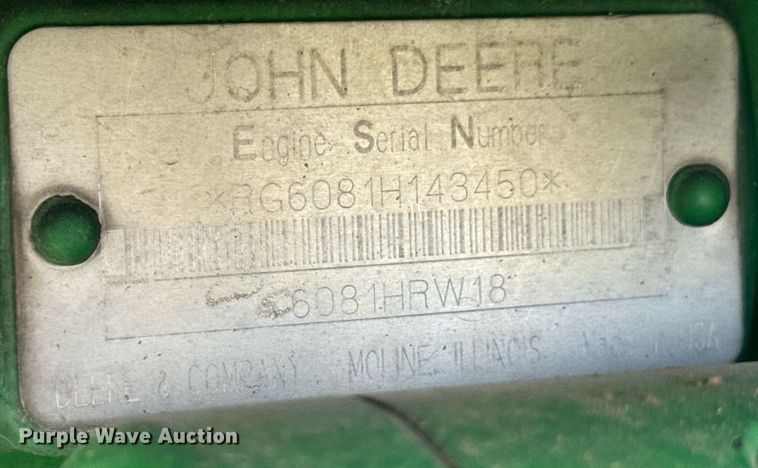 JOHN DEERE
Engine Serial Number
*RG6081H143450*
6081HRW18
DEERE & COMPANY MOLINE, ILLINOIS
Purple Wave Auction